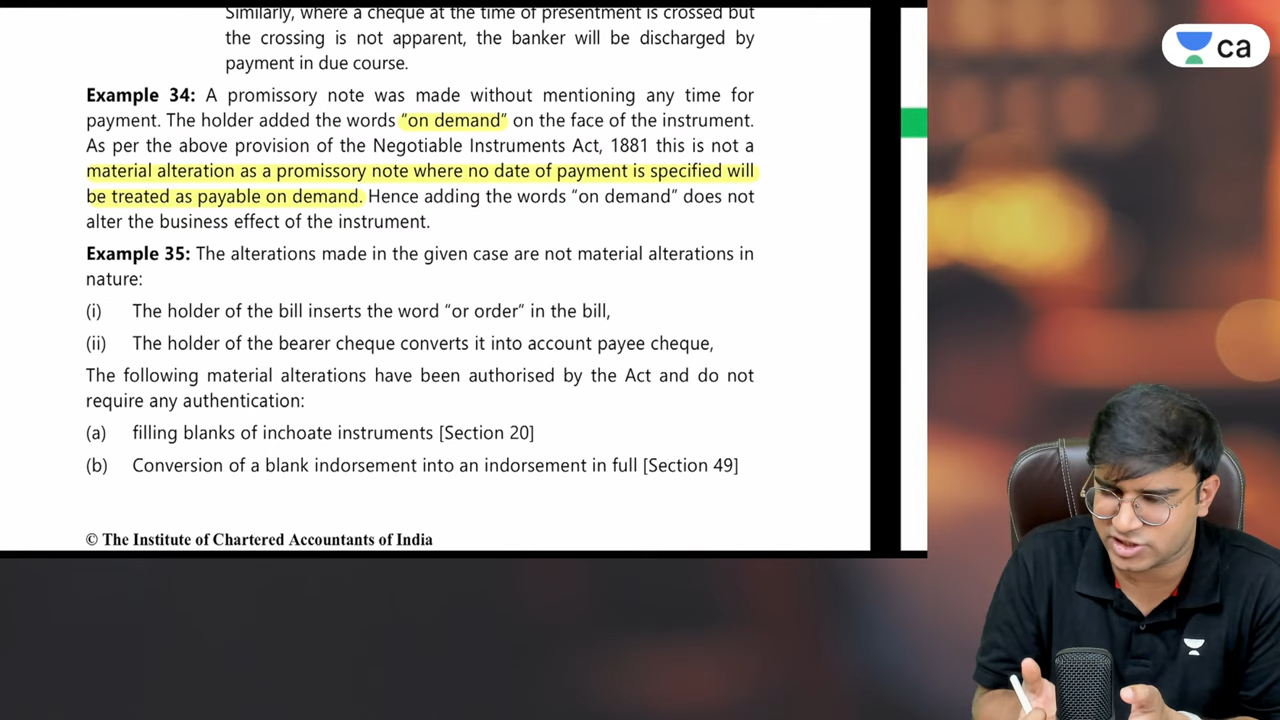 Similarly, where a cheque at the time of presentment is crossed but
the crossing is not apparent, the banker will be discharged by
payment in due course.
Example 34: A promissory note was made without mentioning any time for
payment. The holder added the words “on demand” on the face of the instrument.
As per the above provision of the Negotiable Instruments Act, 1881 this is not a
material alteration as a promissory note where no date of payment is specified will
be treated as payable on demand. Hence adding the words “on demand” does not
alter the business effect of the instrument.
Example 35: The alterations made in the given case are not material alterations in
nature:
(i) The holder of the bill inserts the word “or order” in the bill,
(ii) The holder of the bearer cheque converts it into account payee cheque,
The following material alterations have been authorised by the Act and do not
require any authentication:
(a) filling blanks of inchoate instruments [Section 20]
(b) Conversion of a blank indorsement into an indorsement in full [Section 49]
© The Institute of Chartered Accountants of India
ca